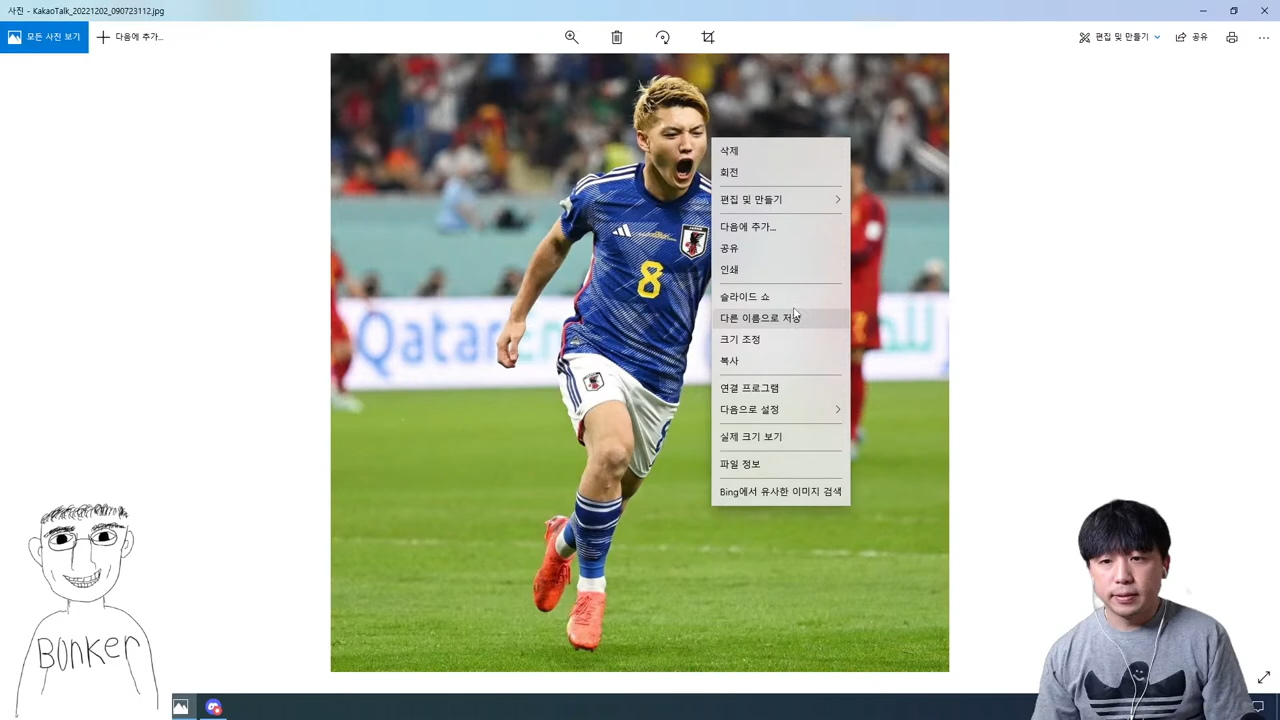 사진 - KakaoTalk_20221202_090723112.jpg
모든 사진 보기
다음에 추가...
편집 및 만들기
공유
삭제
회전
편집 및 만들기
다음에 추가...
공유
인쇄
슬라이드 쇼
다른 이름으로 저장
크기 조정
복사
연결 프로그램
다음으로 설정
실제 크기 보기
파일 정보
Bing에서 유사한 이미지 검색
8
Qatar
BONKER